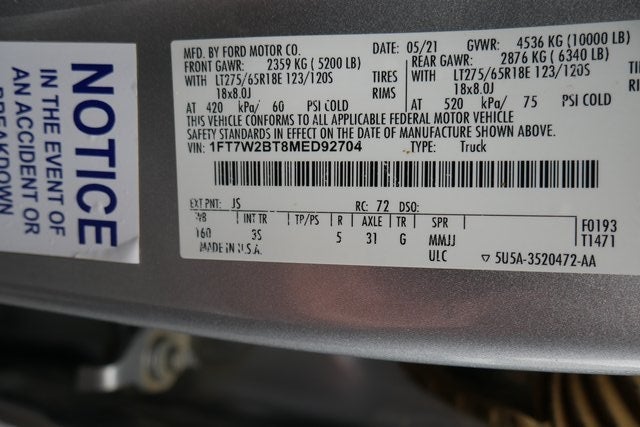 NOTICE
IN THE EVENT OF
AN ACCIDENT OR
BREAKDOWN
MFD. BY FORD MOTOR CO.
DATE: 05/21 GVWR: 4536 KG (10000 LB)
FRONT GAWR: 2359 KG (5200 LB)
REAR GAWR: 2876 KG (6340 LB)
WITH LT275/65R18E 123/120S TIRES
WITH LT275/65R18E 123/120S TIRES
18x8.0J RIMS
18x8.0J RIMS
AT 420 kPa/ 60 PSI COLD
AT 520 kPa/ 75 PSI COLD
THIS VEHICLE CONFORMS TO ALL APPLICABLE FEDERAL MOTOR VEHICLE
SAFETY STANDARDS IN EFFECT ON THE DATE OF MANUFACTURE SHOWN ABOVE.
VIN: 1FT7W2BT8MED92704 TYPE: Truck
EXT PNT: JS RC: 72 DSO:
WB | INT TR | TP/PS | R | AXLE | TR | SPR
160 3S 5 31 G MMJJ
F0193
T1471
MADE IN U.S.A. ULC ▽ 5U5A-3520472-AA